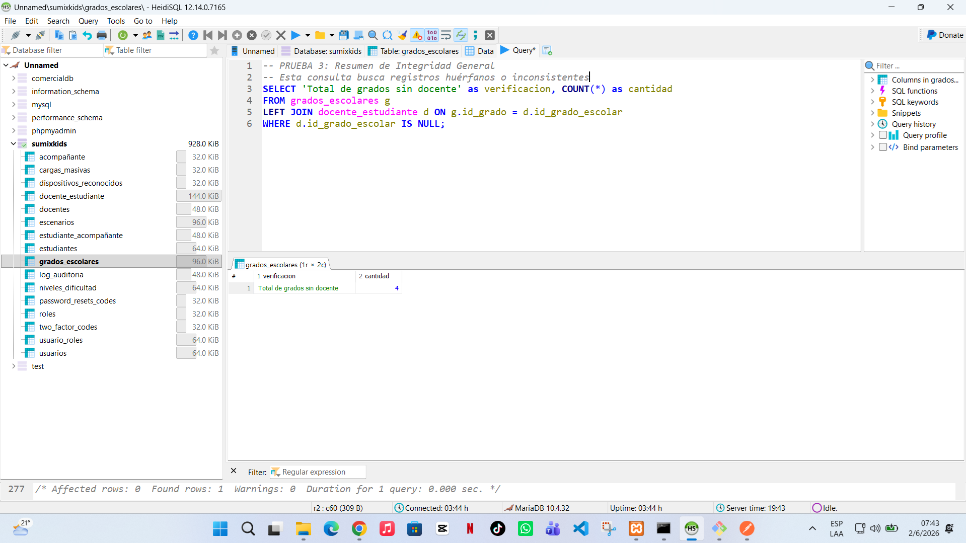 Unnamed\sumixkids\grados_escolares\ - HeidiSQL 12.14.0.7165
File Edit Search Query Tools Go to Help
Donate
Database filter
Table filter
Unnamed
Database: sumixkids
Table: grados_escolares
Data
Query*
Unnamed
comercialdb
information_schema
mysql
performance_schema
phpmyadmin
sumixkids 928.0 KiB
acompañante 32.0 KiB
cargas_masivas 32.0 KiB
dispositivos_reconocidos 32.0 KiB
docente_estudiante 144.0 KiB
docentes 48.0 KiB
escenarios 96.0 KiB
estudiante_acompañante 48.0 KiB
estudiantes 64.0 KiB
grados_escolares 96.0 KiB
log_auditoria 48.0 KiB
niveles_dificultad 64.0 KiB
password_resets_codes 32.0 KiB
roles 32.0 KiB
two_factor_codes 32.0 KiB
usuario_roles 64.0 KiB
usuarios 64.0 KiB
test
1 -- PRUEBA 3: Resumen de Integridad General
2 -- Esta consulta busca registros huérfanos o inconsistentes
3 SELECT 'Total de grados sin docente' as verificacion, COUNT(*) as cantidad
4 FROM grados_escolares g
5 LEFT JOIN docente_estudiante d ON g.id_grado = d.id_grado_escolar
6 WHERE d.id_grado_escolar IS NULL;
Filter ...
Columns in grados...
SQL functions
SQL keywords
Snippets
Query history
Query profile
Bind parameters
grados_escolares (1r × 2c)
# 1 verificacion 2 cantidad
1 Total de grados sin docente 4
Filter: Regular expression
277 /* Affected rows: 0 Found rows: 1 Warnings: 0 Duration for 1 query: 0.000 sec. */
r2 : c60 (309 B)
Connected: 03:44 h
MariaDB 10.4.32
Uptime: 03:44 h
Server time: 19:43
Idle.
21°
ESP
LAA
07:43
2/6/2026